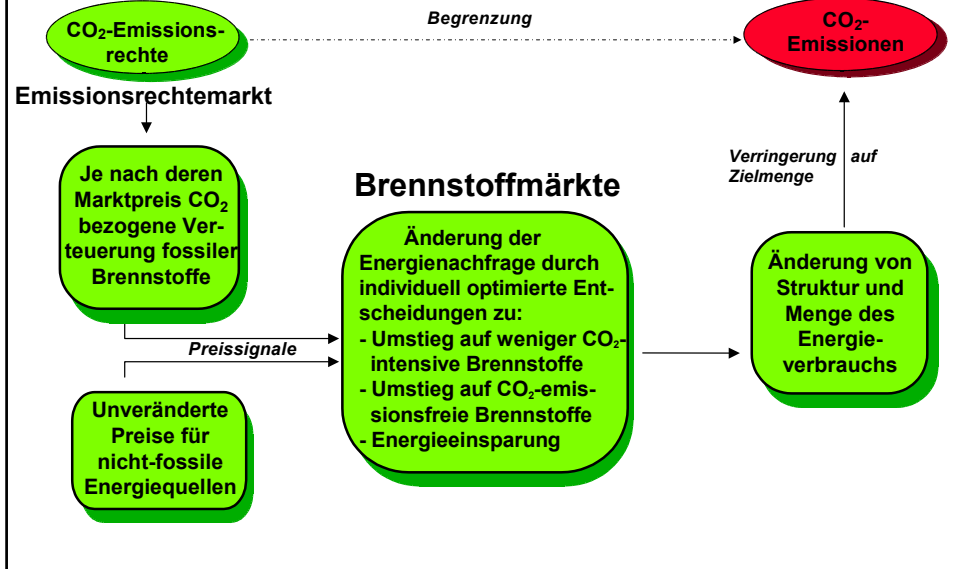 CO₂-Emissions-
rechte
Begrenzung
CO₂-
Emissionen
Emissionsrechtemarkt
Je nach deren
Marktpreis CO₂
bezogene Ver-
teuerung fossiler
Brennstoffe
Brennstoffmärkte
Verringerung auf
Zielmenge
Änderung der
Energienachfrage durch
individuell optimierte Ent-
scheidungen zu:
- Umstieg auf weniger CO₂-
intensive Brennstoffe
- Umstieg auf CO₂-emis-
sionsfreie Brennstoffe
- Energieeinsparung
Änderung von
Struktur und
Menge des
Energie-
verbrauchs
Preissignale
Unveränderte
Preise für
nicht-fossile
Energiequellen